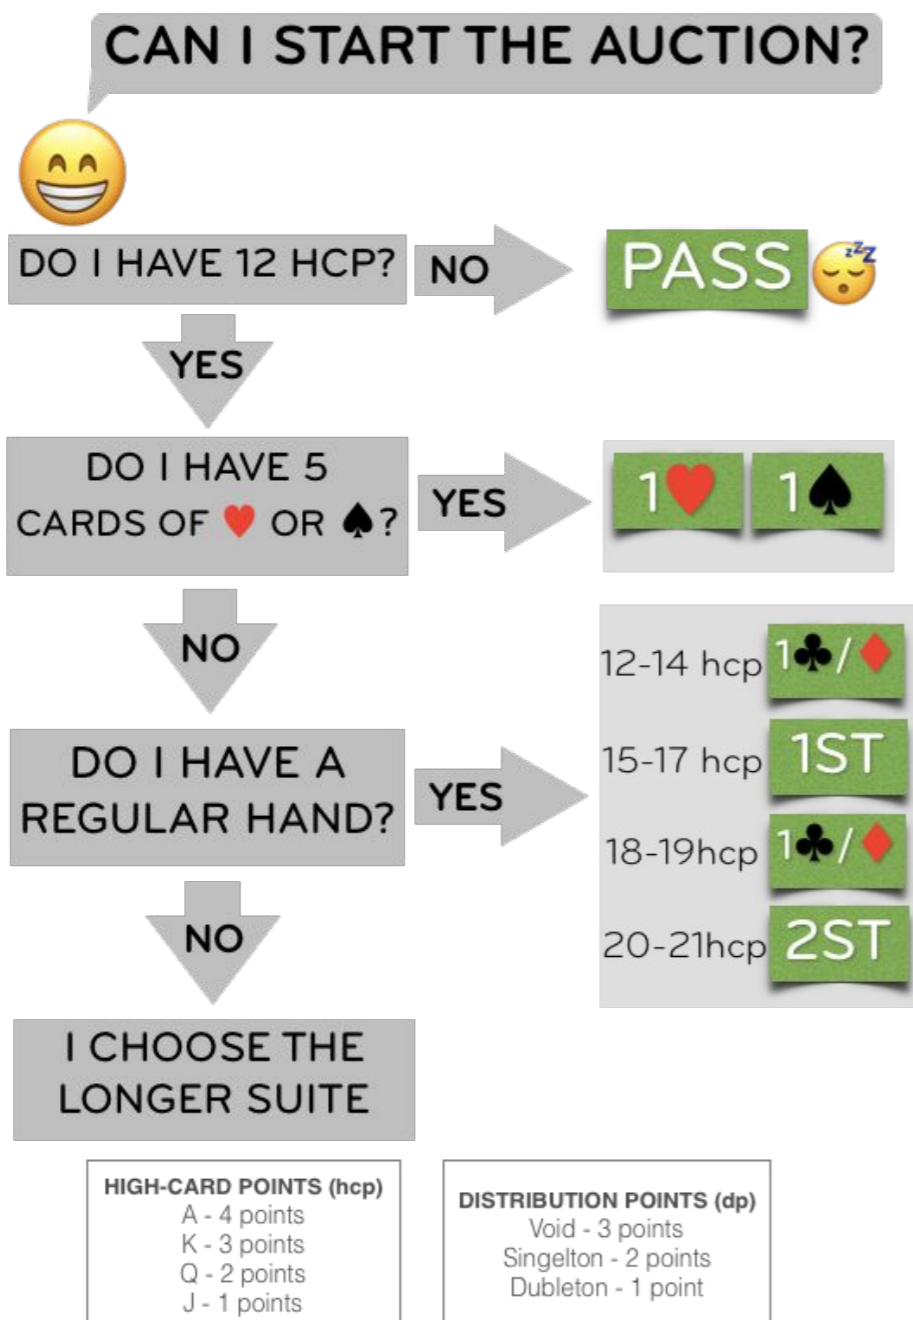 CAN I START THE AUCTION?
DO I HAVE 12 HCP?
NO
PASS
zzZ
YES
DO I HAVE 5
CARDS OF ♥ OR ♠?
YES
1♥ 1♠
NO
DO I HAVE A
REGULAR HAND?
YES
12-14 hcp 1♣/♦
15-17 hcp 1ST
18-19hcp 1♣/♦
20-21hcp 2ST
NO
I CHOOSE THE
LONGER SUITE
HIGH-CARD POINTS (hcp)
A - 4 points
K - 3 points
Q - 2 points
J - 1 points
DISTRIBUTION POINTS (dp)
Void - 3 points
Singelton - 2 points
Dubleton - 1 point